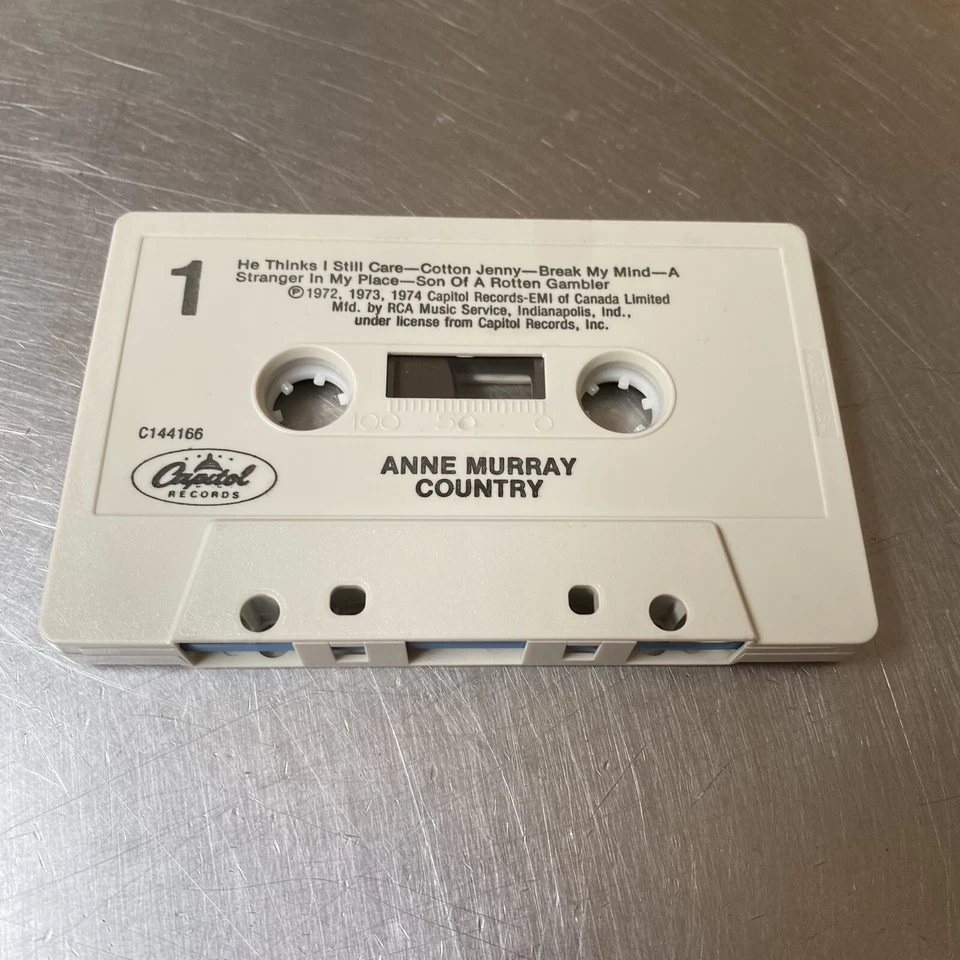 1
He Thinks I Still Care—Cotton Jenny—Break My Mind—A
Stranger In My Place—Son Of A Rotten Gambler
Ⓟ1972, 1973, 1974 Capitol Records-EMI of Canada Limited
Mfd. by RCA Music Service, Indianapolis, Ind.,
under license from Capitol Records, Inc.
100 50 0
C144166
Capitol
RECORDS
ANNE MURRAY
COUNTRY